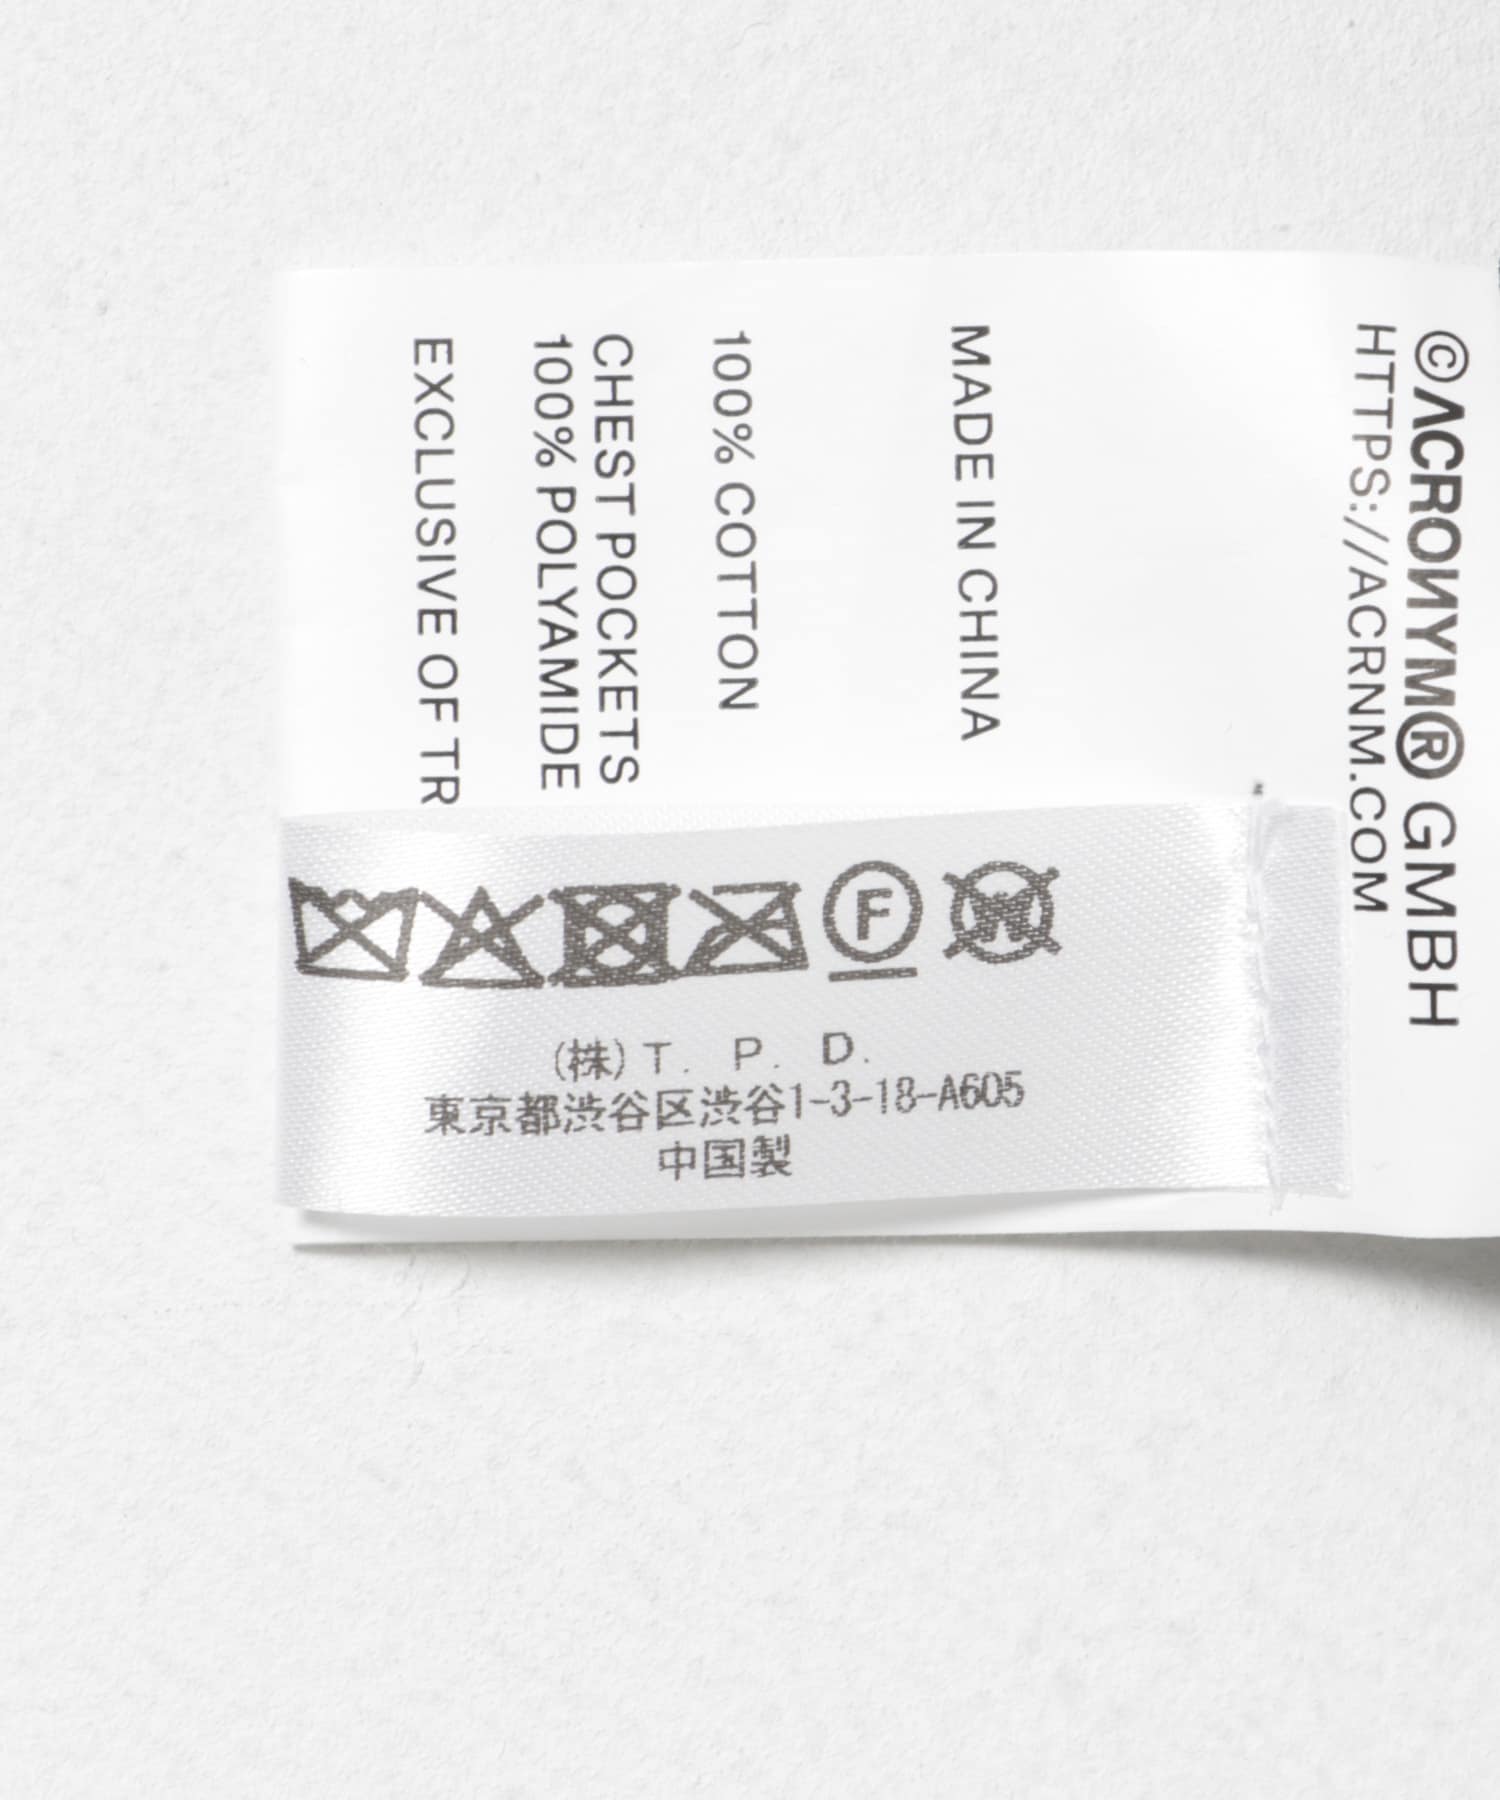 ©ACRONYM® GMBH
HTTPS://ACRNM.COM
MADE IN CHINA
100% COTTON
CHEST POCKETS
100% POLYAMIDE
EXCLUSIVE OF TR
F
W
(株)T. P. D.
東京都渋谷区渋谷1-3-18-A605
中国製